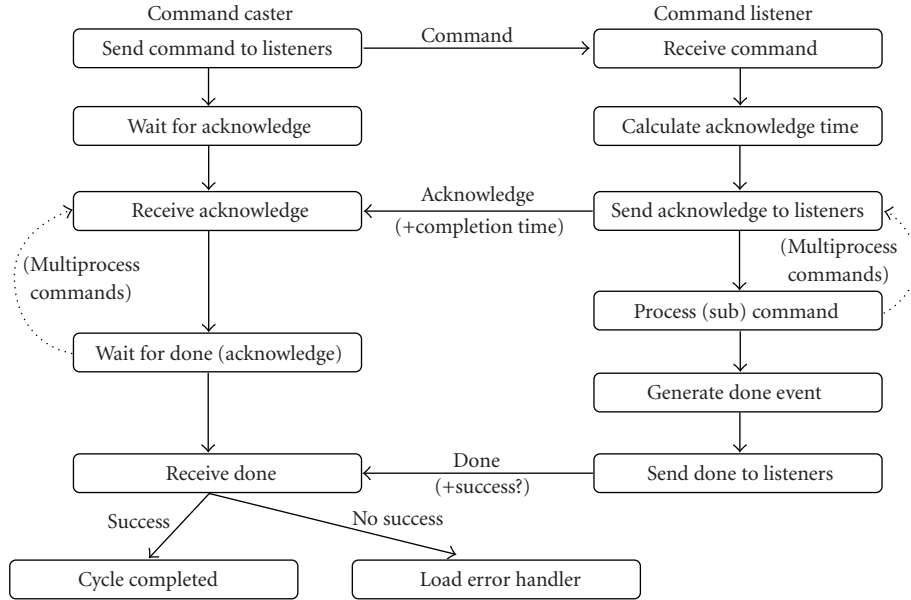 Command caster
Command listener
Send command to listeners
Command
Receive command
Wait for acknowledge
Calculate acknowledge time
Receive acknowledge
Acknowledge
(+completion time)
Send acknowledge to listeners
(Multiprocess
commands)
(Multiprocess
commands)
Process (sub) command
Wait for done (acknowledge)
Generate done event
Receive done
Done
(+success?)
Send done to listeners
Success
No success
Cycle completed
Load error handler